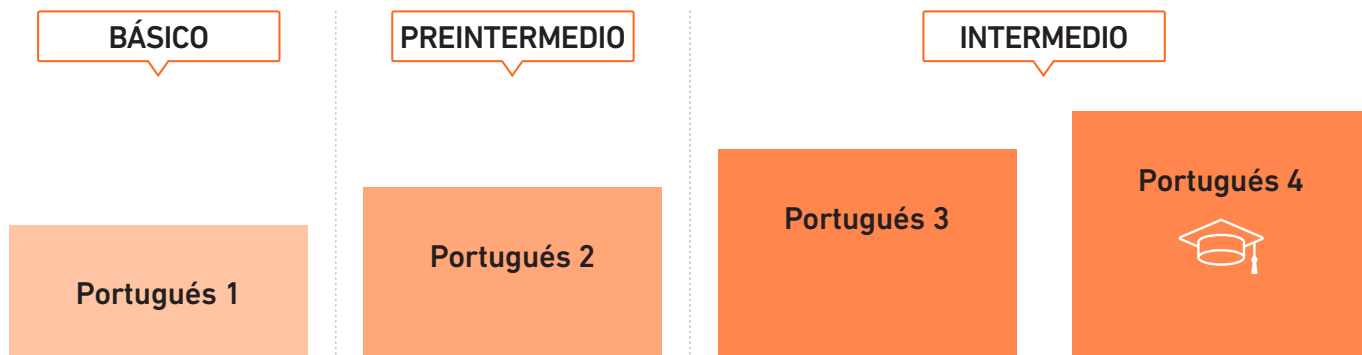 BÁSICO
PREINTERMEDIO
INTERMEDIO
Portugués 1
Portugués 2
Portugués 3
Portugués 4